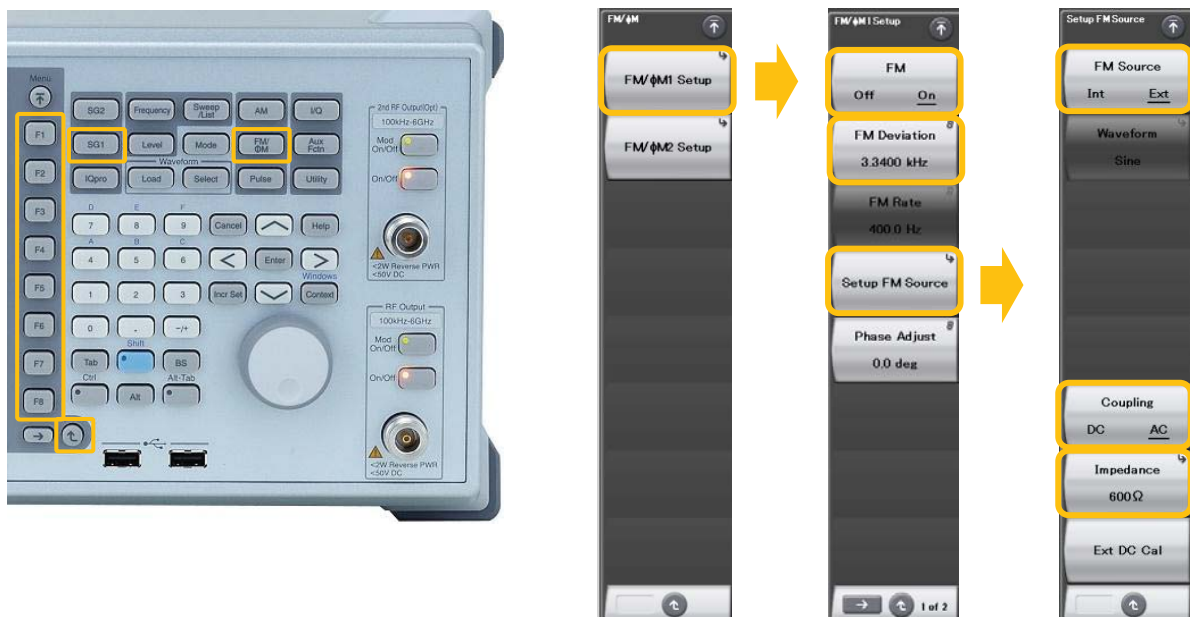 Menu
F1
F2
F3
F4
F5
F6
F7
F8
SG2 Frequency Sweep /List AM I/Q
SG1 Level Mode FM/ ΦM Aux Fctn
Waveform
IQpro Load Select Pulse Utility
D E F
7 8 9 Cancel Help
A B C
4 5 6 Enter
Windows
1 2 3 Incr Set Context
0 . -/+
Shift
Tab BS
Ctrl Alt-Tab
Alt
2nd RF Output(Opt)
100kHz-6GHz
Mod
On/Off
On/Off
<2W Reverse PWR
<50V DC
RF Output
100kHz-6GHz
Mod
On/Off
On/Off
<2W Reverse PWR
<50V DC
FM/ϕM
FM/ϕM1 Setup
FM/ϕM2 Setup
FM/ϕM1 Setup
FM
Off On
FM Deviation
3.3400 kHz
FM Rate
400.0 Hz
Setup FM Source
Phase Adjust
0.0 deg
1 of 2
Setup FM Source
FM Source
Int Ext
Waveform
Sine
Coupling
DC AC
Impedance
600Ω
Ext DC Cal